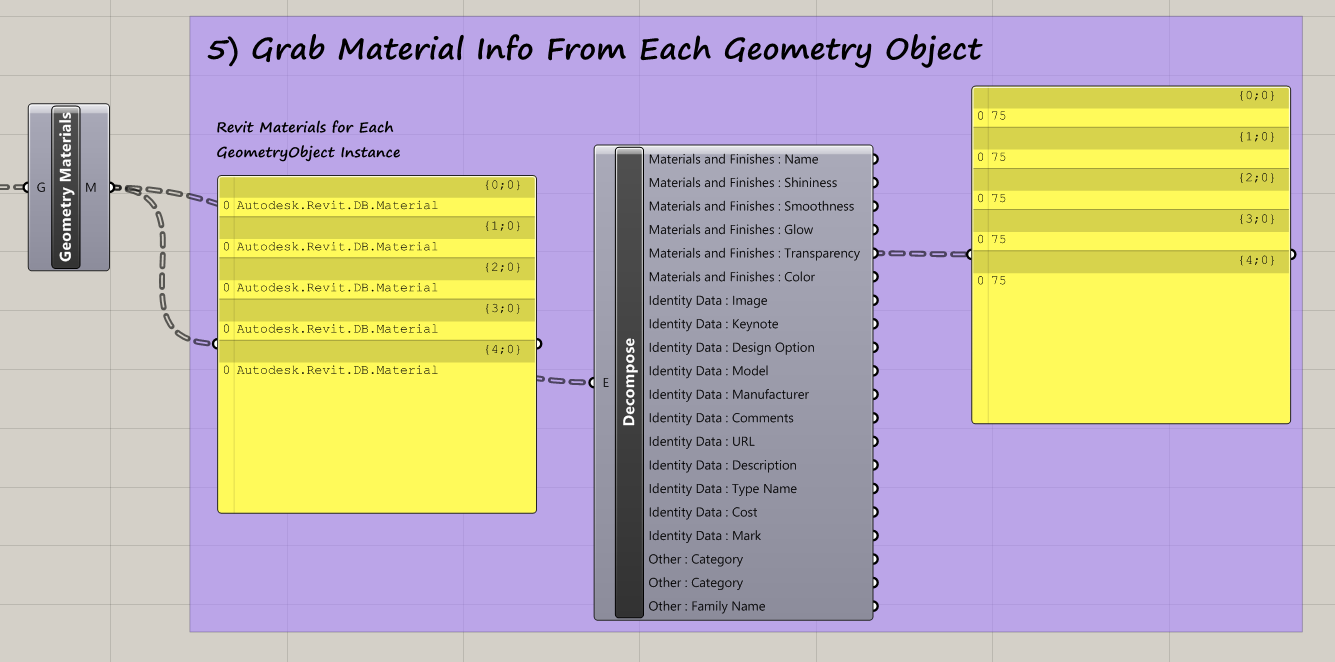 5) Grab Material Info From Each Geometry Object
G
Geometry Materials
M
Revit Materials for Each
GeometryObject Instance
{0;0}
0 Autodesk.Revit.DB.Material
{1;0}
0 Autodesk.Revit.DB.Material
{2;0}
0 Autodesk.Revit.DB.Material
{3;0}
0 Autodesk.Revit.DB.Material
{4;0}
0 Autodesk.Revit.DB.Material
E
Decompose
Materials and Finishes : Name
Materials and Finishes : Shininess
Materials and Finishes : Smoothness
Materials and Finishes : Glow
Materials and Finishes : Transparency
Materials and Finishes : Color
Identity Data : Image
Identity Data : Keynote
Identity Data : Design Option
Identity Data : Model
Identity Data : Manufacturer
Identity Data : Comments
Identity Data : URL
Identity Data : Description
Identity Data : Type Name
Identity Data : Cost
Identity Data : Mark
Other : Category
Other : Category
Other : Family Name
{0;0}
0 75
{1;0}
0 75
{2;0}
0 75
{3;0}
0 75
{4;0}
0 75